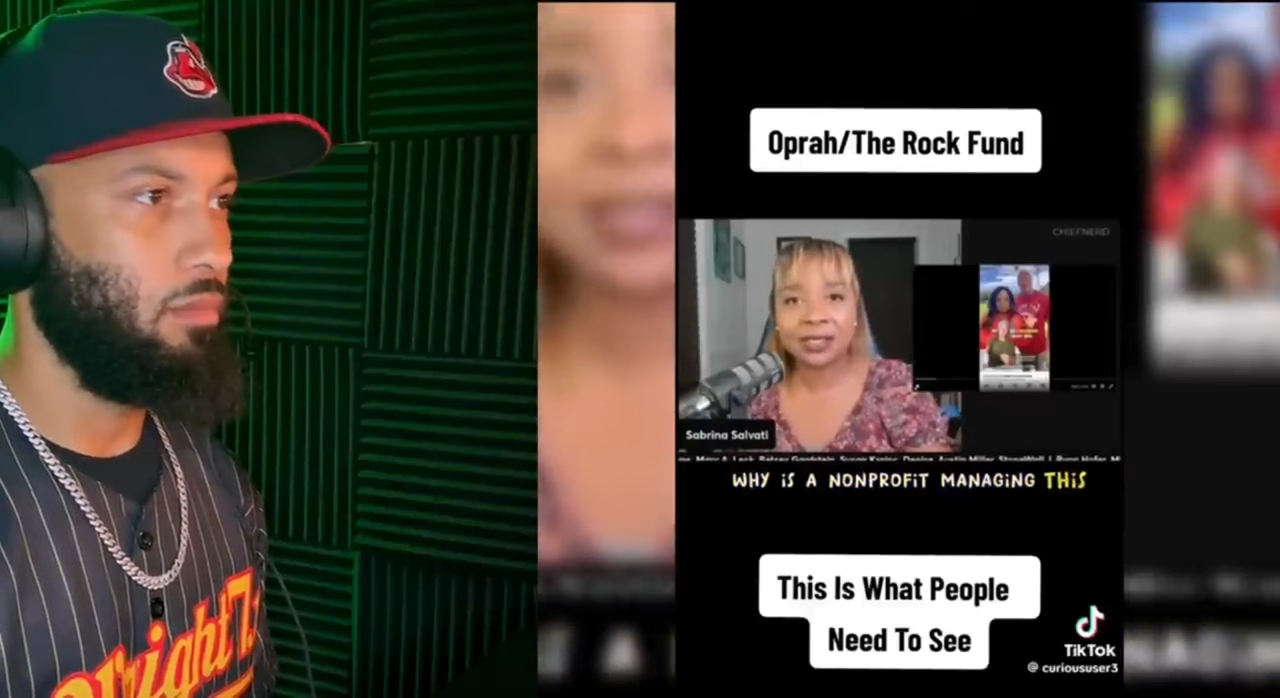 Oprah/The Rock Fund
CHIEFNERD
Sabrina Salvati
WHY IS A NONPROFIT MANAGING THIS
This Is What People
Need To See
TikTok
@ curioususer3